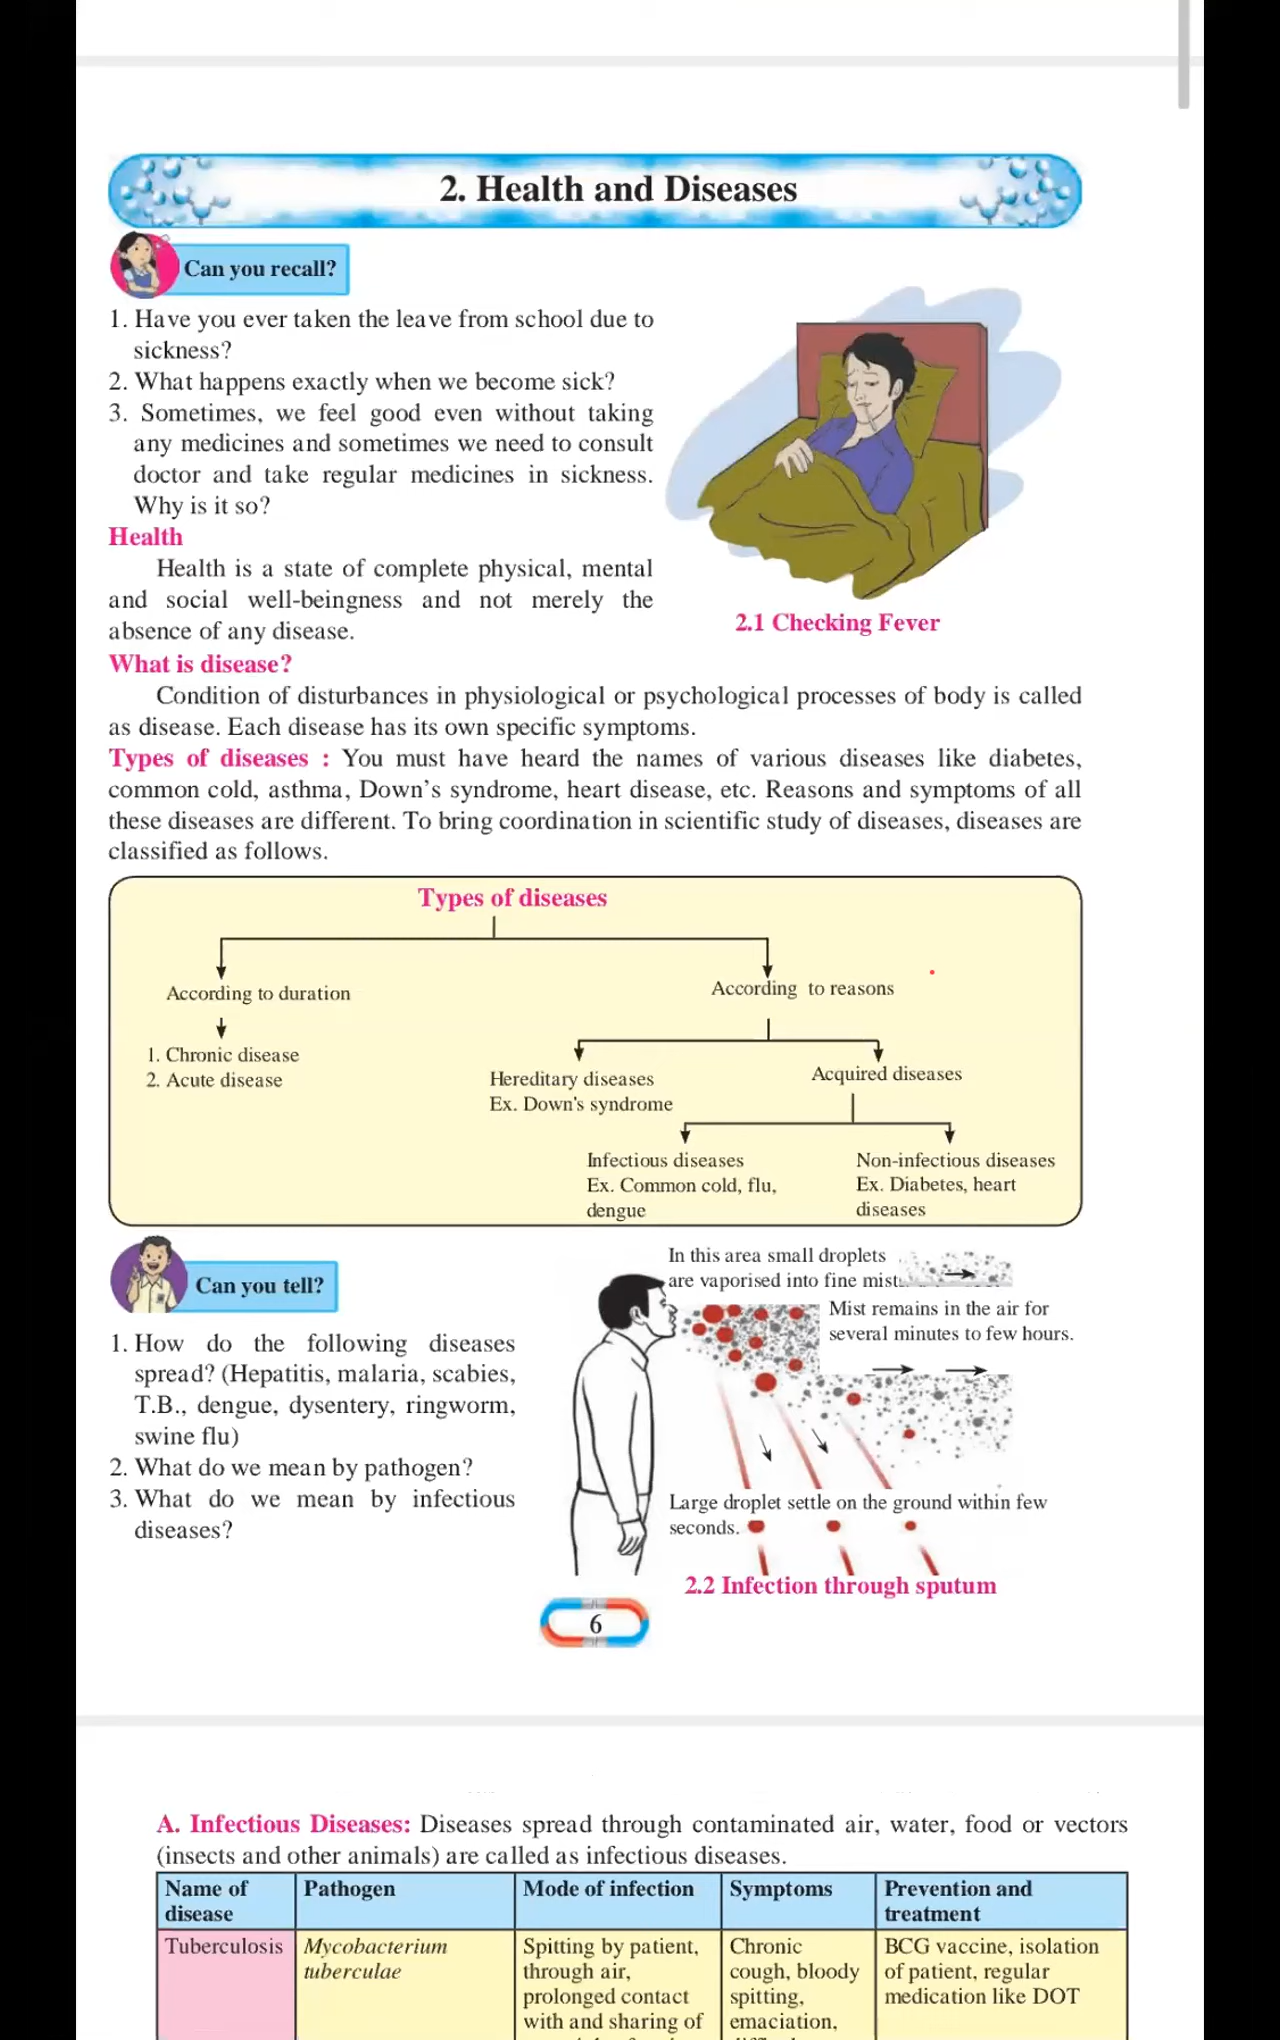 2. Health and Diseases
Can you recall?
1. Have you ever taken the leave from school due to
sickness?
2. What happens exactly when we become sick?
3. Sometimes, we feel good even without taking
any medicines and sometimes we need to consult
doctor and take regular medicines in sickness.
Why is it so?
Health
Health is a state of complete physical, mental
and social well-beingness and not merely the
absence of any disease.
2.1 Checking Fever
What is disease?
Condition of disturbances in physiological or psychological processes of body is called
as disease. Each disease has its own specific symptoms.
Types of diseases : You must have heard the names of various diseases like diabetes,
common cold, asthma, Down's syndrome, heart disease, etc. Reasons and symptoms of all
these diseases are different. To bring coordination in scientific study of diseases, diseases are
classified as follows.
Types of diseases
According to duration
1. Chronic disease
2. Acute disease
According to reasons
Hereditary diseases
Ex. Down's syndrome
Acquired diseases
Infectious diseases
Ex. Common cold, flu,
dengue
Non-infectious diseases
Ex. Diabetes, heart
diseases
Can you tell?
1. How do the following diseases
spread? (Hepatitis, malaria, scabies,
T.B., dengue, dysentery, ringworm,
swine flu)
2. What do we mean by pathogen?
3. What do we mean by infectious
diseases?
In this area small droplets
are vaporised into fine mist.
Mist remains in the air for
several minutes to few hours.
Large droplet settle on the ground within few
seconds.
2.2 Infection through sputum
6
A. Infectious Diseases: Diseases spread through contaminated air, water, food or vectors
(insects and other animals) are called as infectious diseases.
Name of
disease
Pathogen
Mode of infection
Symptoms
Prevention and
treatment
Tuberculosis
Mycobacterium
tuberculae
Spitting by patient,
through air,
prolonged contact
with and sharing of
Chronic
cough, bloody
spitting,
emaciation,
BCG vaccine, isolation
of patient, regular
medication like DOT